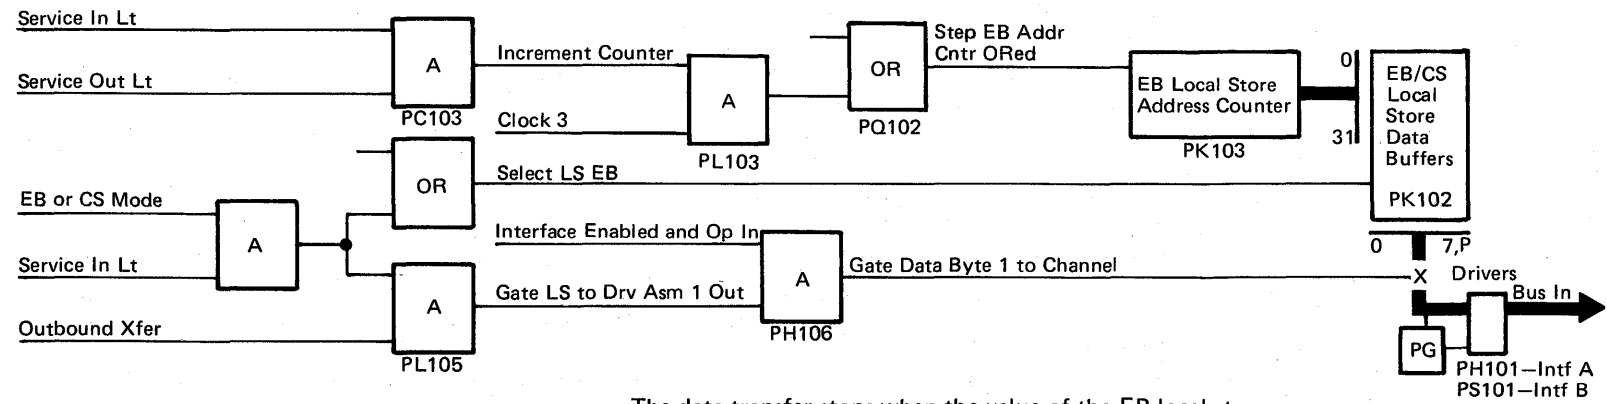 Service In Lt
Service Out Lt
A
PC103
Increment Counter
Clock 3
A
PL103
OR
PQ102
Step EB Addr
Cntr ORed
EB Local Store
Address Counter
PK103
0
31
EB/CS
Local
Store
Data
Buffers
PK102
EB or CS Mode
Service In Lt
A
OR
Select LS EB
Outbound Xfer
A
PL105
Interface Enabled and Op In
Gate LS to Drv Asm 1 Out
A
PH106
Gate Data Byte 1 to Channel
0 7,P
X
Drivers
Bus In
PG
PH101—Intf A
PS101—Intf B